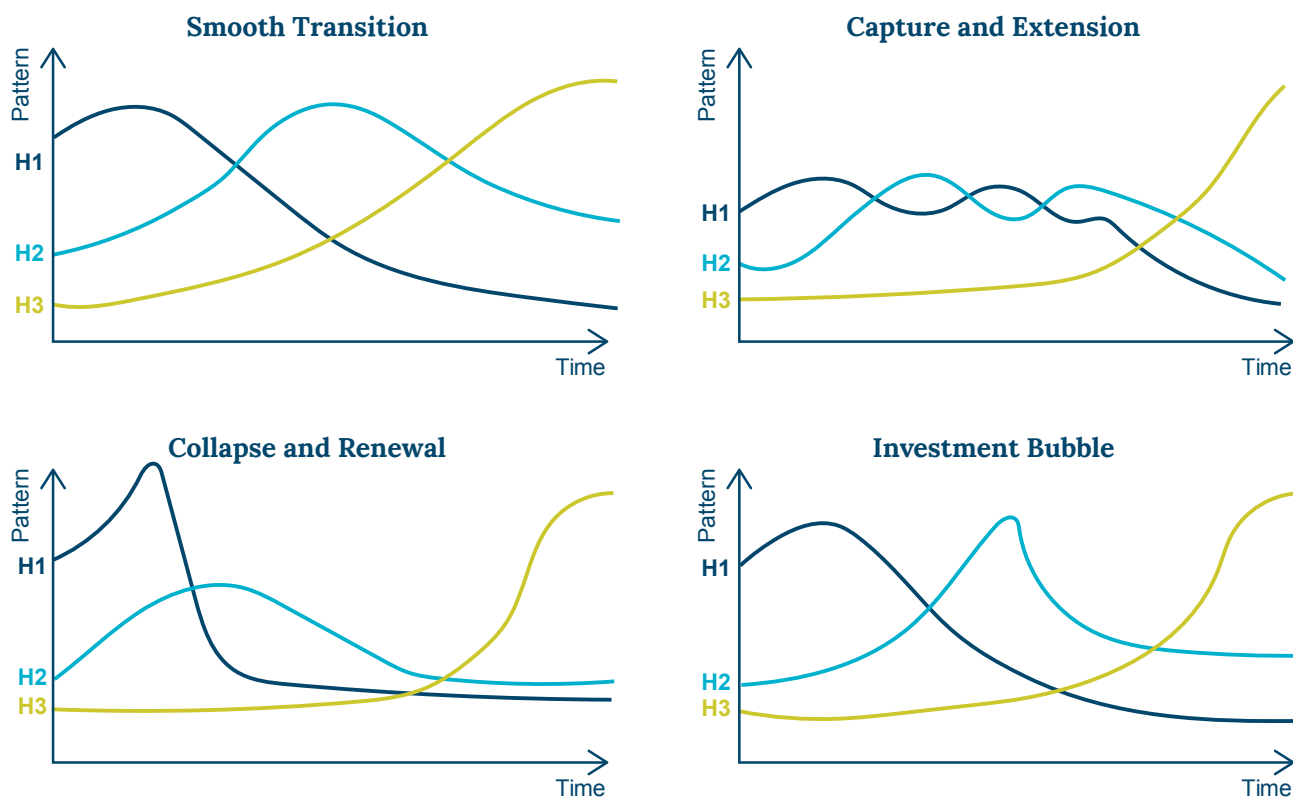 Smooth Transition
Pattern
H1
H2
H3
Time
Capture and Extension
Pattern
H1
H2
H3
Time
Collapse and Renewal
Pattern
H1
H2
H3
Time
Investment Bubble
Pattern
H1
H2
H3
Time